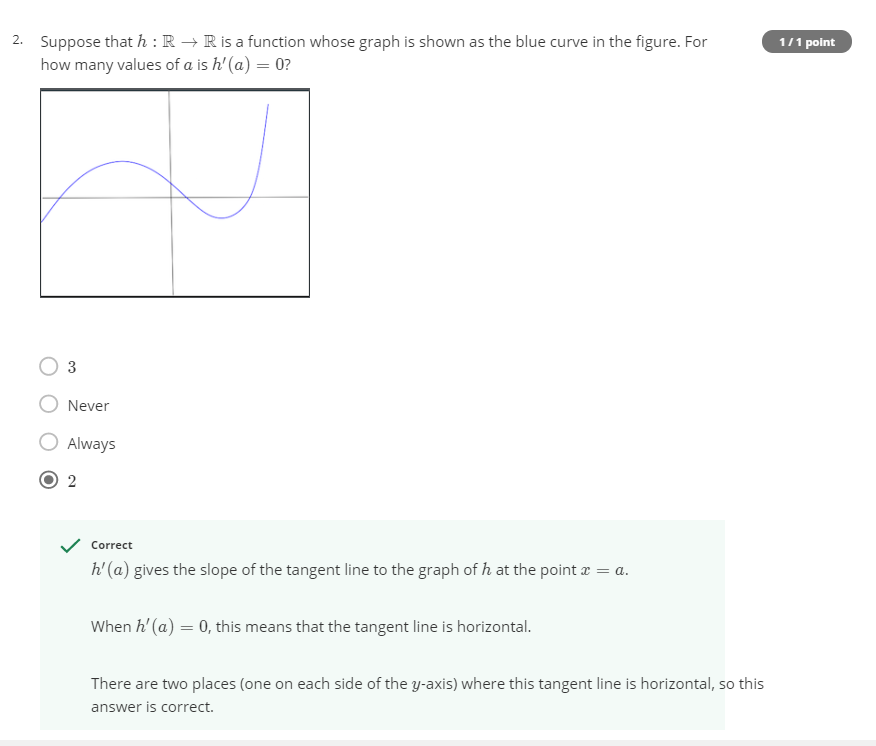 2. Suppose that h : ℝ → ℝ is a function whose graph is shown as the blue curve in the figure. For
1 / 1 point
how many values of a is h′(a) = 0?
3
Never
Always
2
Correct
h′(a) gives the slope of the tangent line to the graph of h at the point x = a.
When h′(a) = 0, this means that the tangent line is horizontal.
There are two places (one on each side of the y-axis) where this tangent line is horizontal, so this
answer is correct.